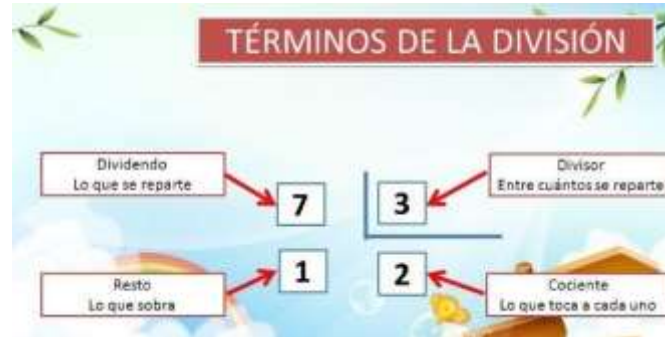 TÉRMINOS DE LA DIVISIÓN
Dividendo
Lo que se reparte
Divisor
Entre cuántos se reparte
7
3
1
2
Resto
Lo que sobra
Cociente
Lo que toca a cada uno